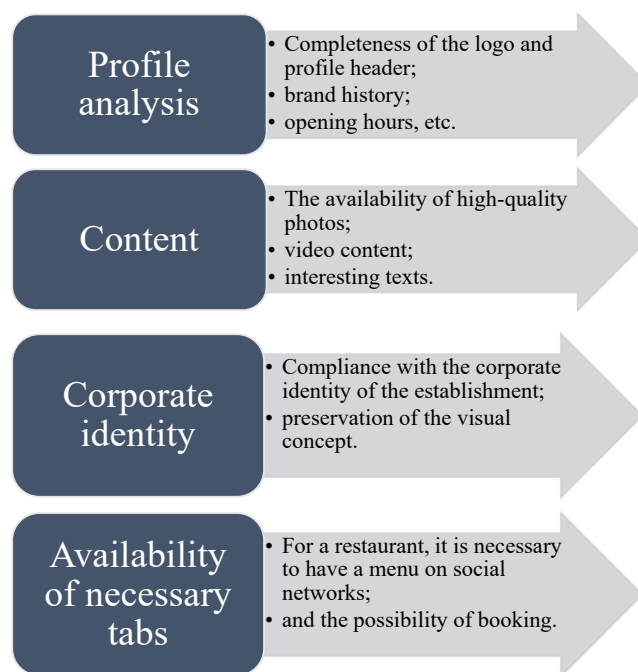 Profile
analysis
• Completeness of the logo and
profile header;
• brand history;
• opening hours, etc.
Content
• The availability of high-quality
photos;
• video content;
• interesting texts.
Corporate
identity
• Compliance with the corporate
identity of the establishment;
• preservation of the visual
concept.
Availability
of necessary
tabs
• For a restaurant, it is necessary
to have a menu on social
networks;
• and the possibility of booking.